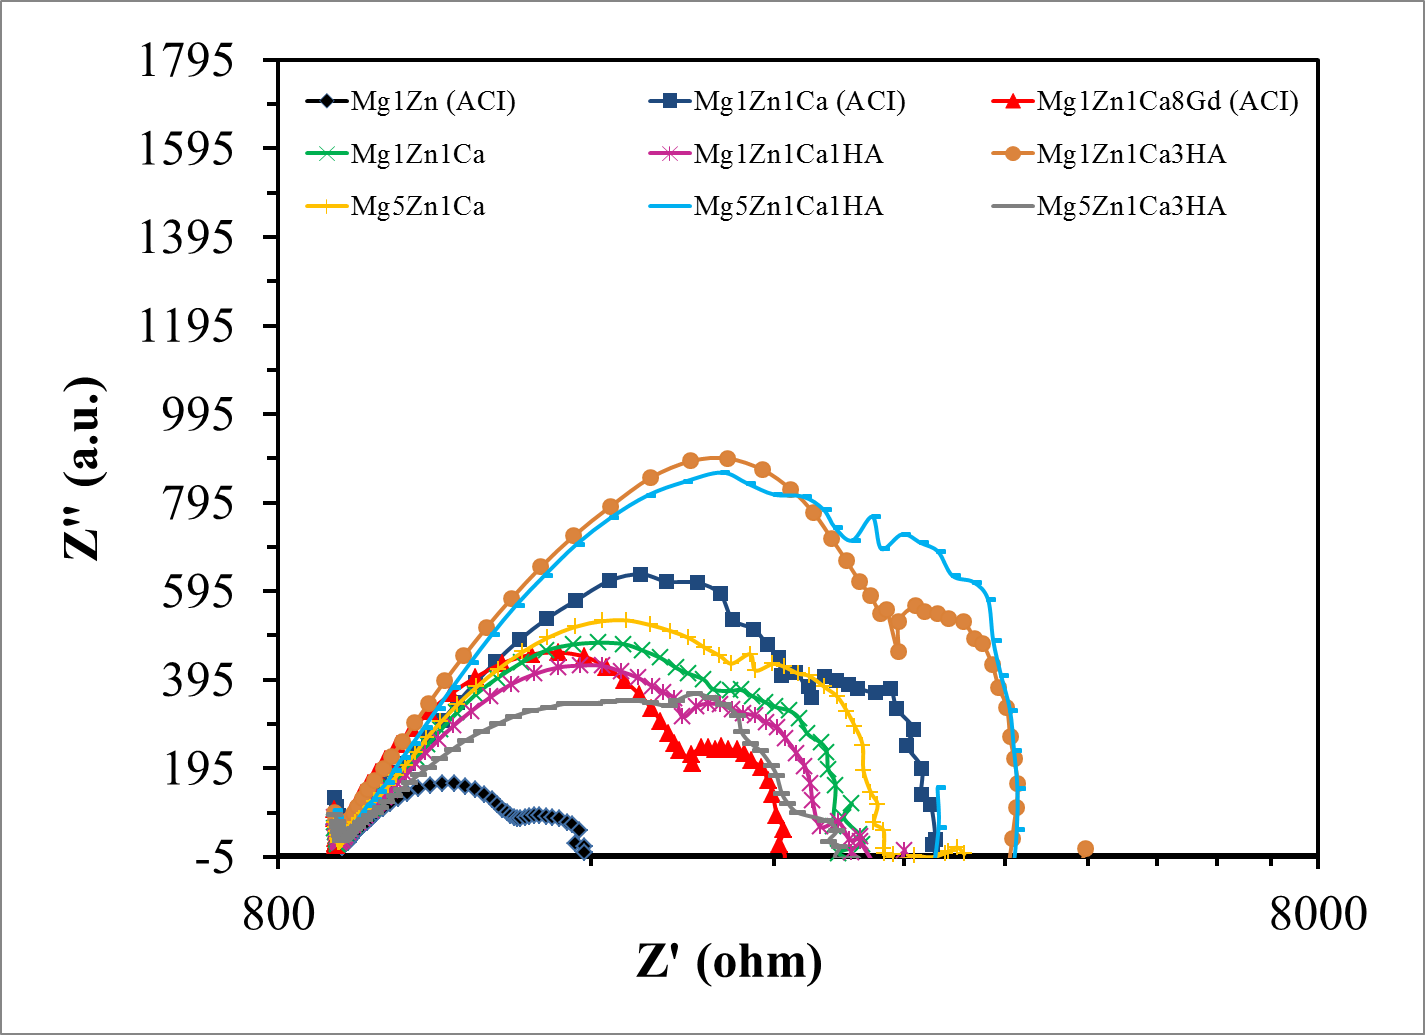 1795
Mg1Zn (ACI) Mg1Zn1Ca (ACI) Mg1Zn1Ca8Gd (ACI)
1595 Mg1Zn1Ca Mg1Zn1Ca1HA Mg1Zn1Ca3HA
Mg5Zn1Ca Mg5Zn1Ca1HA Mg5Zn1Ca3HA
1395
1195
995
795
595
395
195
-5
Z'' (a.u.)
800 8000
Z' (ohm)